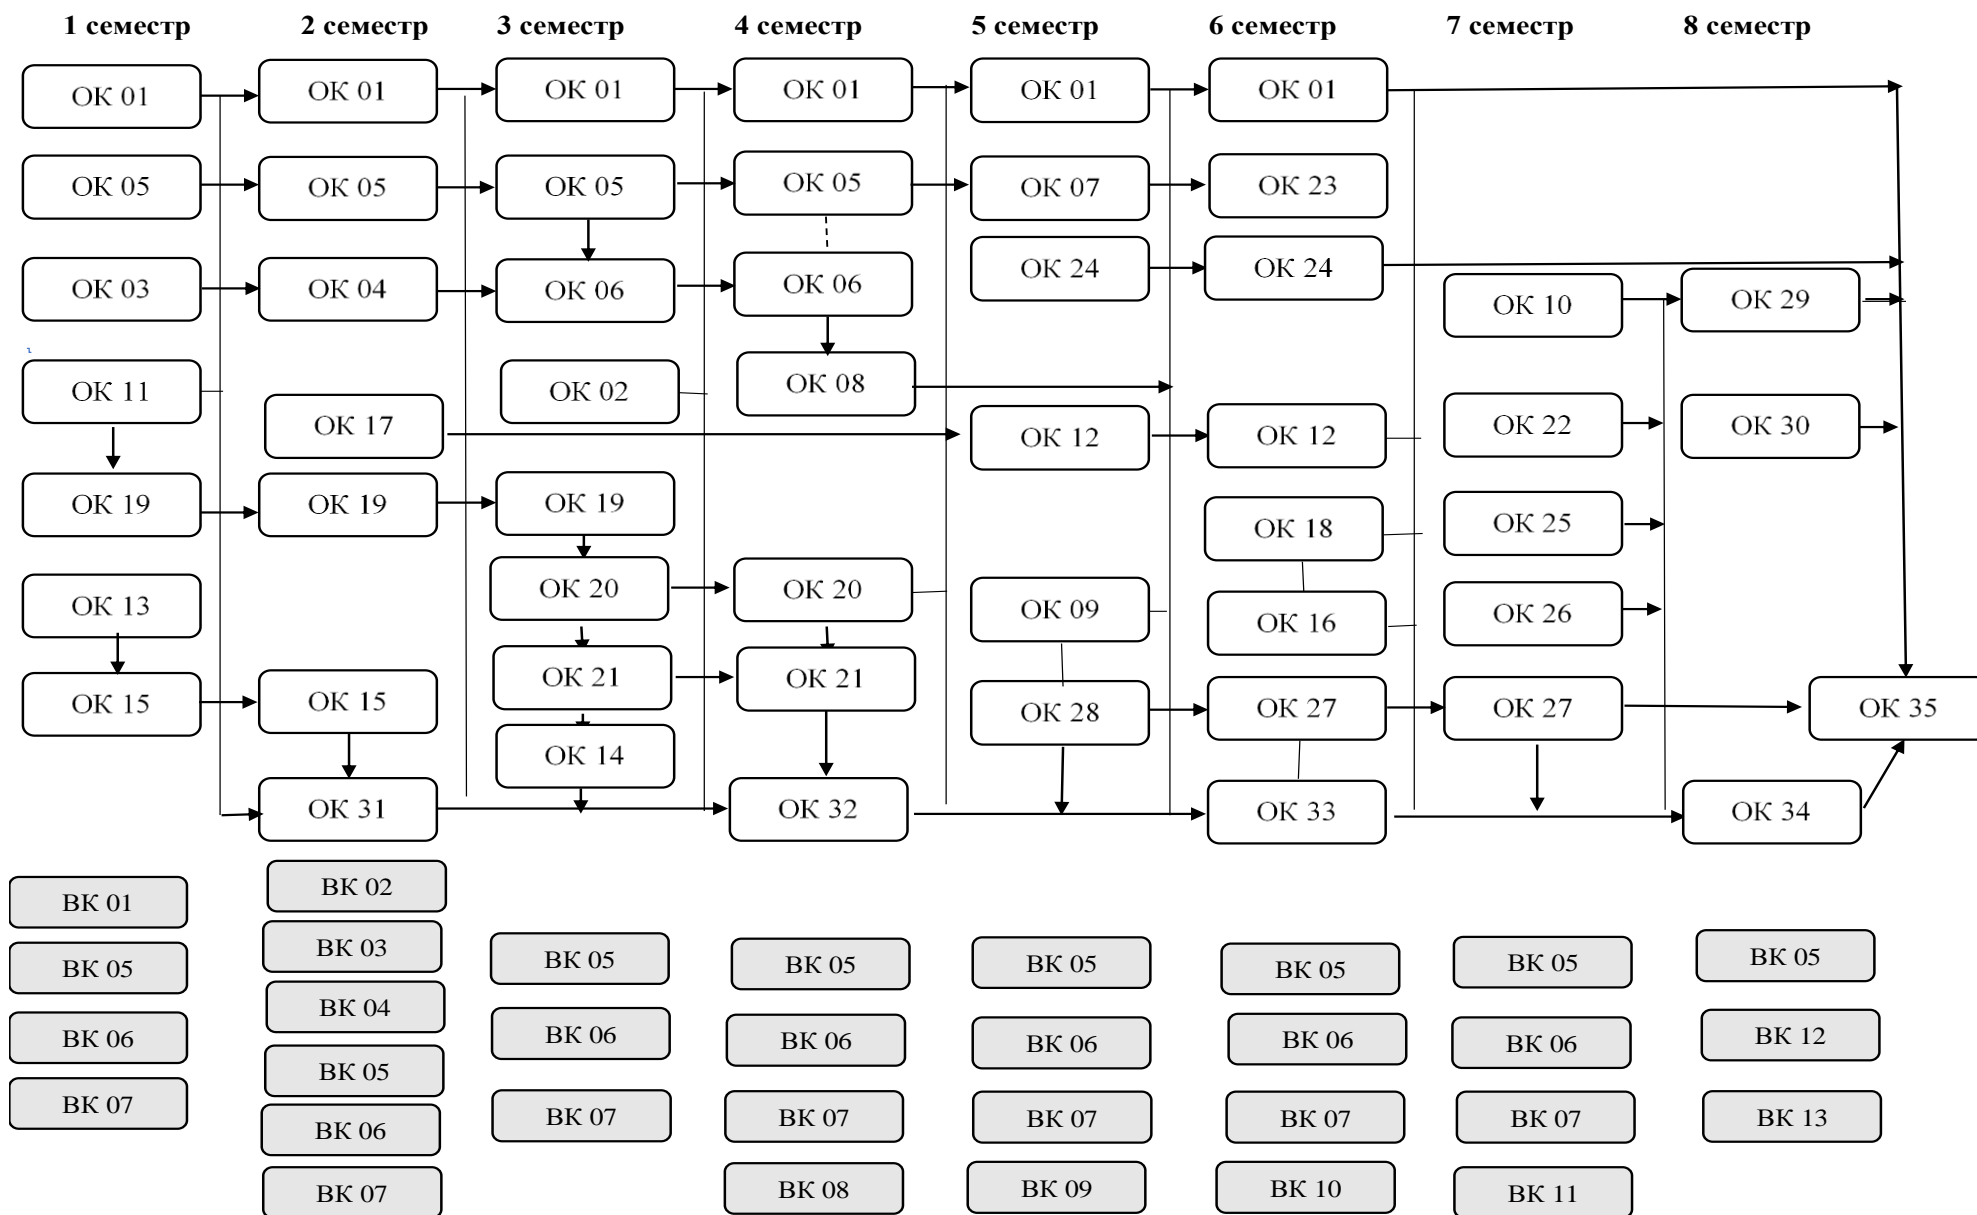 1 семестр 2 семестр 3 семестр 4 семестр 5 семестр 6 семестр 7 семестр 8 семестр
ОК 01 ОК 01 ОК 01 ОК 01 ОК 01 ОК 01
ОК 05 ОК 05 ОК 05 ОК 05 ОК 07 ОК 23
ОК 03 ОК 04 ОК 06 ОК 06 ОК 24 ОК 24 ОК 10 ОК 29
ОК 11 ОК 02 ОК 08
ОК 17 ОК 12 ОК 12 ОК 22 ОК 30
ОК 19 ОК 19 ОК 19 ОК 18 ОК 25
ОК 13 ОК 20 ОК 20 ОК 09 ОК 16 ОК 26
ОК 15 ОК 15 ОК 21 ОК 21 ОК 28 ОК 27 ОК 27 ОК 35
ОК 14
ОК 31 ОК 32 ОК 33 ОК 34
ВК 02
ВК 01
ВК 03
ВК 05 ВК 05 ВК 05 ВК 05 ВК 05 ВК 05 ВК 05
ВК 04
ВК 06 ВК 06 ВК 06 ВК 06 ВК 06 ВК 06 ВК 12
ВК 05
ВК 07 ВК 07 ВК 07 ВК 07 ВК 07 ВК 07 ВК 13
ВК 06
ВК 07 ВК 08 ВК 09 ВК 10 ВК 11